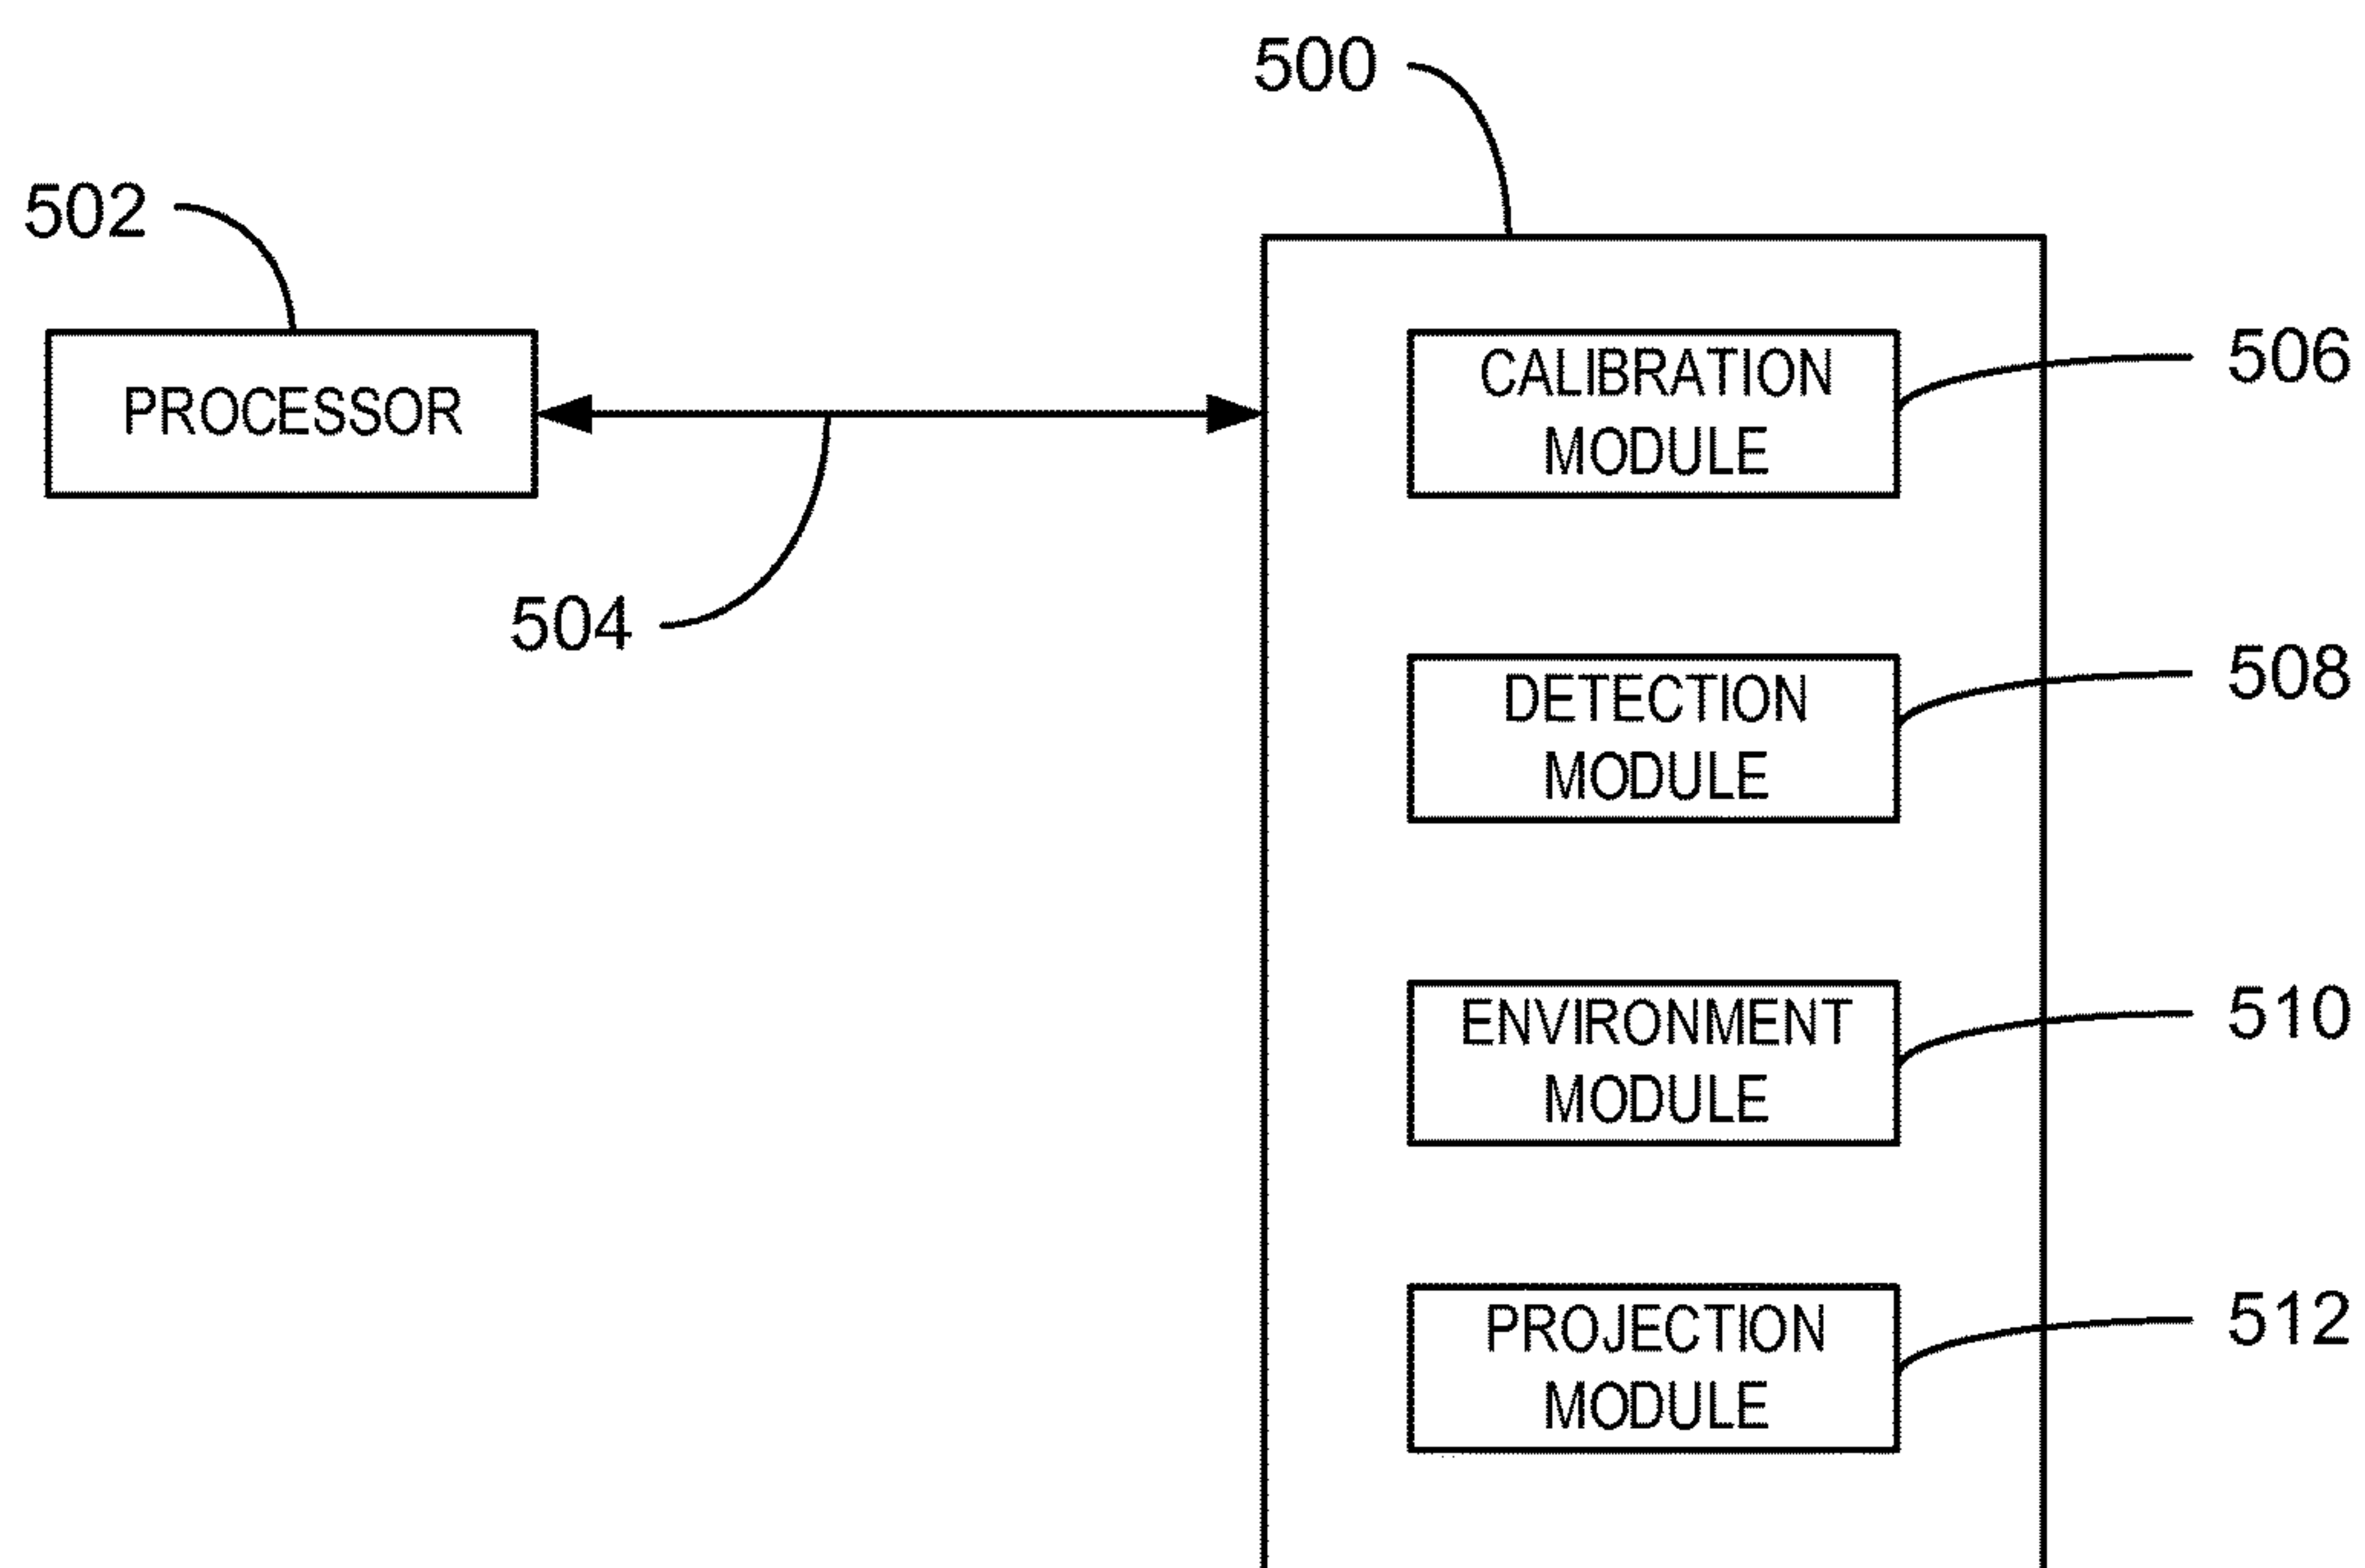 500
502
PROCESSOR
504
CALIBRATION
MODULE
506
DETECTION
MODULE
508
ENVIRONMENT
MODULE
510
PROJECTION
MODULE
512